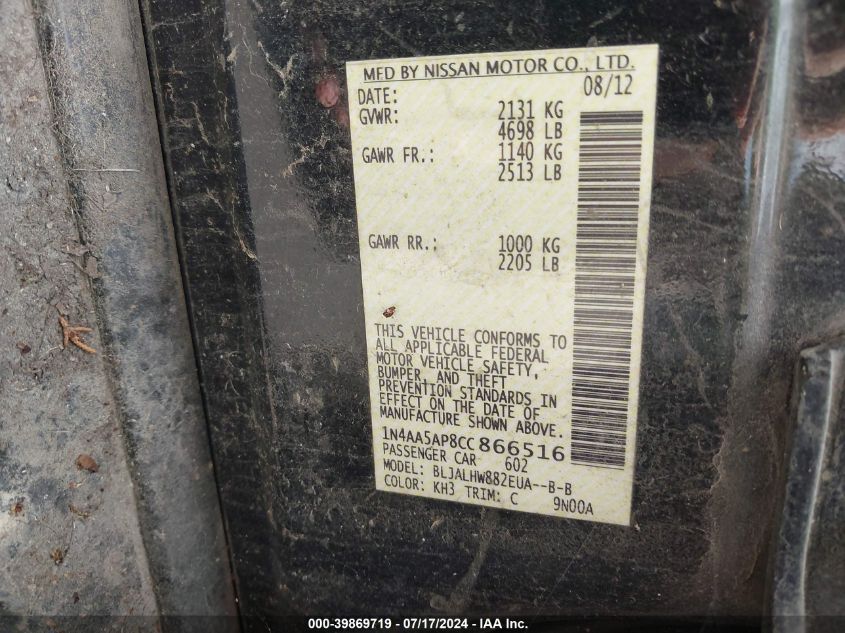 MFD BY NISSAN MOTOR CO., LTD.
DATE: 08/12
GVWR: 2131 KG
4698 LB
GAWR FR.: 1140 KG
2513 LB
GAWR RR.: 1000 KG
2205 LB
THIS VEHICLE CONFORMS TO
ALL APPLICABLE FEDERAL
MOTOR VEHICLE SAFETY,
BUMPER, AND THEFT
PREVENTION STANDARDS IN
EFFECT ON THE DATE OF
MANUFACTURE SHOWN ABOVE.
1N4AA5AP8CC866516
PASSENGER CAR 602
MODEL: BLJALHW882EUA--B-B
COLOR: KH3 TRIM: C 9N00A
000-39869719 - 07/17/2024 - IAA Inc.